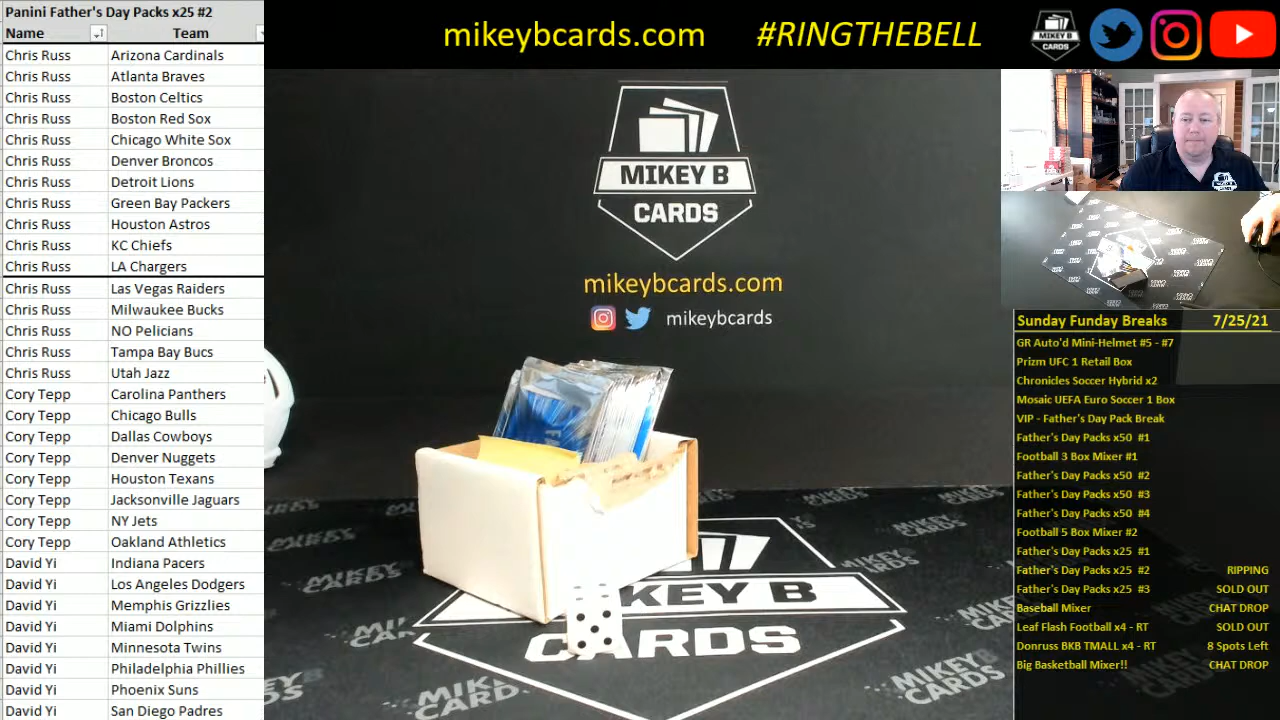 Panini Father's Day Packs x25 #2
Name Team
Chris Russ Arizona Cardinals
Chris Russ Atlanta Braves
Chris Russ Boston Celtics
Chris Russ Boston Red Sox
Chris Russ Chicago White Sox
Chris Russ Denver Broncos
Chris Russ Detroit Lions
Chris Russ Green Bay Packers
Chris Russ Houston Astros
Chris Russ KC Chiefs
Chris Russ LA Chargers
Chris Russ Las Vegas Raiders
Chris Russ Milwaukee Bucks
Chris Russ NO Pelicians
Chris Russ Tampa Bay Bucs
Chris Russ Utah Jazz
Cory Tepp Carolina Panthers
Cory Tepp Chicago Bulls
Cory Tepp Dallas Cowboys
Cory Tepp Denver Nuggets
Cory Tepp Houston Texans
Cory Tepp Jacksonville Jaguars
Cory Tepp NY Jets
Cory Tepp Oakland Athletics
David Yi Indiana Pacers
David Yi Los Angeles Dodgers
David Yi Memphis Grizzlies
David Yi Miami Dolphins
David Yi Minnesota Twins
David Yi Philadelphia Phillies
David Yi Phoenix Suns
David Yi San Diego Padres
mikeybcards.com #RINGTHEBELL
MIKEY B
CARDS
MIKEY B
CARDS
mikeybcards.com
mikeybcards
KEY B
CARDS
MIKEY B
CARDS
Sunday Funday Breaks 7/25/21
GR Auto'd Mini-Helmet #5 - #7
Prizm UFC 1 Retail Box
Chronicles Soccer Hybrid x2
Mosaic UEFA Euro Soccer 1 Box
VIP - Father's Day Pack Break
Father's Day Packs x50 #1
Football 3 Box Mixer #1
Father's Day Packs x50 #2
Father's Day Packs x50 #3
Father's Day Packs x50 #4
Football 5 Box Mixer #2
Father's Day Packs x25 #1
Father's Day Packs x25 #2 RIPPING
Father's Day Packs x25 #3 SOLD OUT
Baseball Mixer CHAT DROP
Leaf Flash Football x4 - RT SOLD OUT
Donruss BKB TMALL x4 - RT 8 Spots Left
Big Basketball Mixer!! CHAT DROP